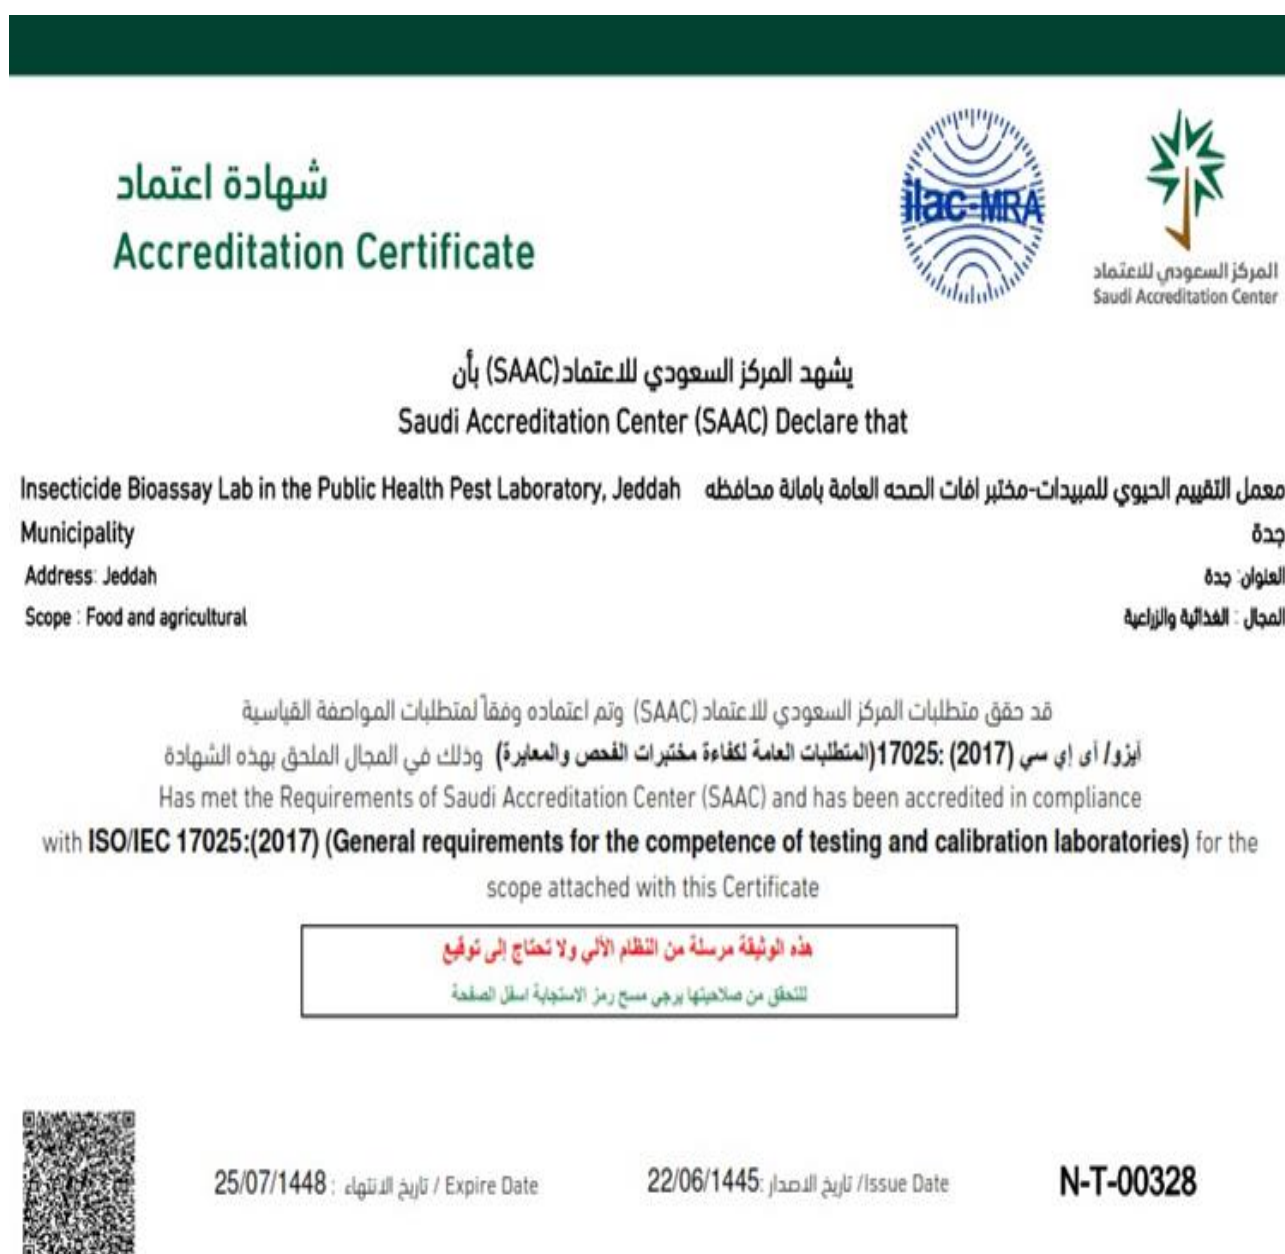 شهادة اعتماد
Accreditation Certificate
ilac-MRA
المركز السعودي للاعتماد
Saudi Accreditation Center
يشهد المركز السعودي للاعتماد(SAAC) بأن
Saudi Accreditation Center (SAAC) Declare that
معمل التقييم الحيوي للمبيدات-مختبر افات الصحه العامة بامانة محافظه
جدة
Insecticide Bioassay Lab in the Public Health Pest Laboratory, Jeddah
Municipality
العنوان: جدة
Address: Jeddah
المجال : الغذائية والزراعية
Scope : Food and agricultural
قد حقق متطلبات المركز السعودي للاعتماد (SAAC) وتم اعتماده وفقاً لمتطلبات المواصفة القياسية
آيزو/ آى إي سي (2017) :17025(المتطلبات العامة لكفاءة مختبرات الفحص والمعايرة) وذلك في المجال الملحق بهذه الشهادة
Has met the Requirements of Saudi Accreditation Center (SAAC) and has been accredited in compliance
with ISO/IEC 17025:(2017) (General requirements for the competence of testing and calibration laboratories) for the
scope attached with this Certificate
هذه الوثيقة مرسلة من النظام الألي ولا تحتاج إلى توقيع
للتحقق من صلاحيتها يرجى مسح رمز الاستجابة اسفل الصفحة
25/07/1448 : تاريخ الانتهاء / Expire Date
22/06/1445: تاريخ الاصدار /Issue Date
N-T-00328